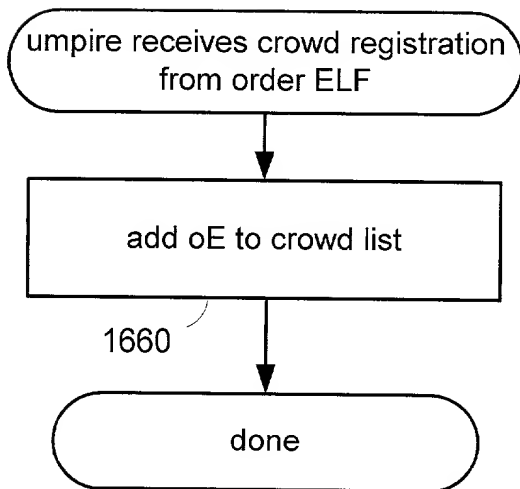 umpire receives crowd registration
from order ELF
add oE to crowd list
1660
done